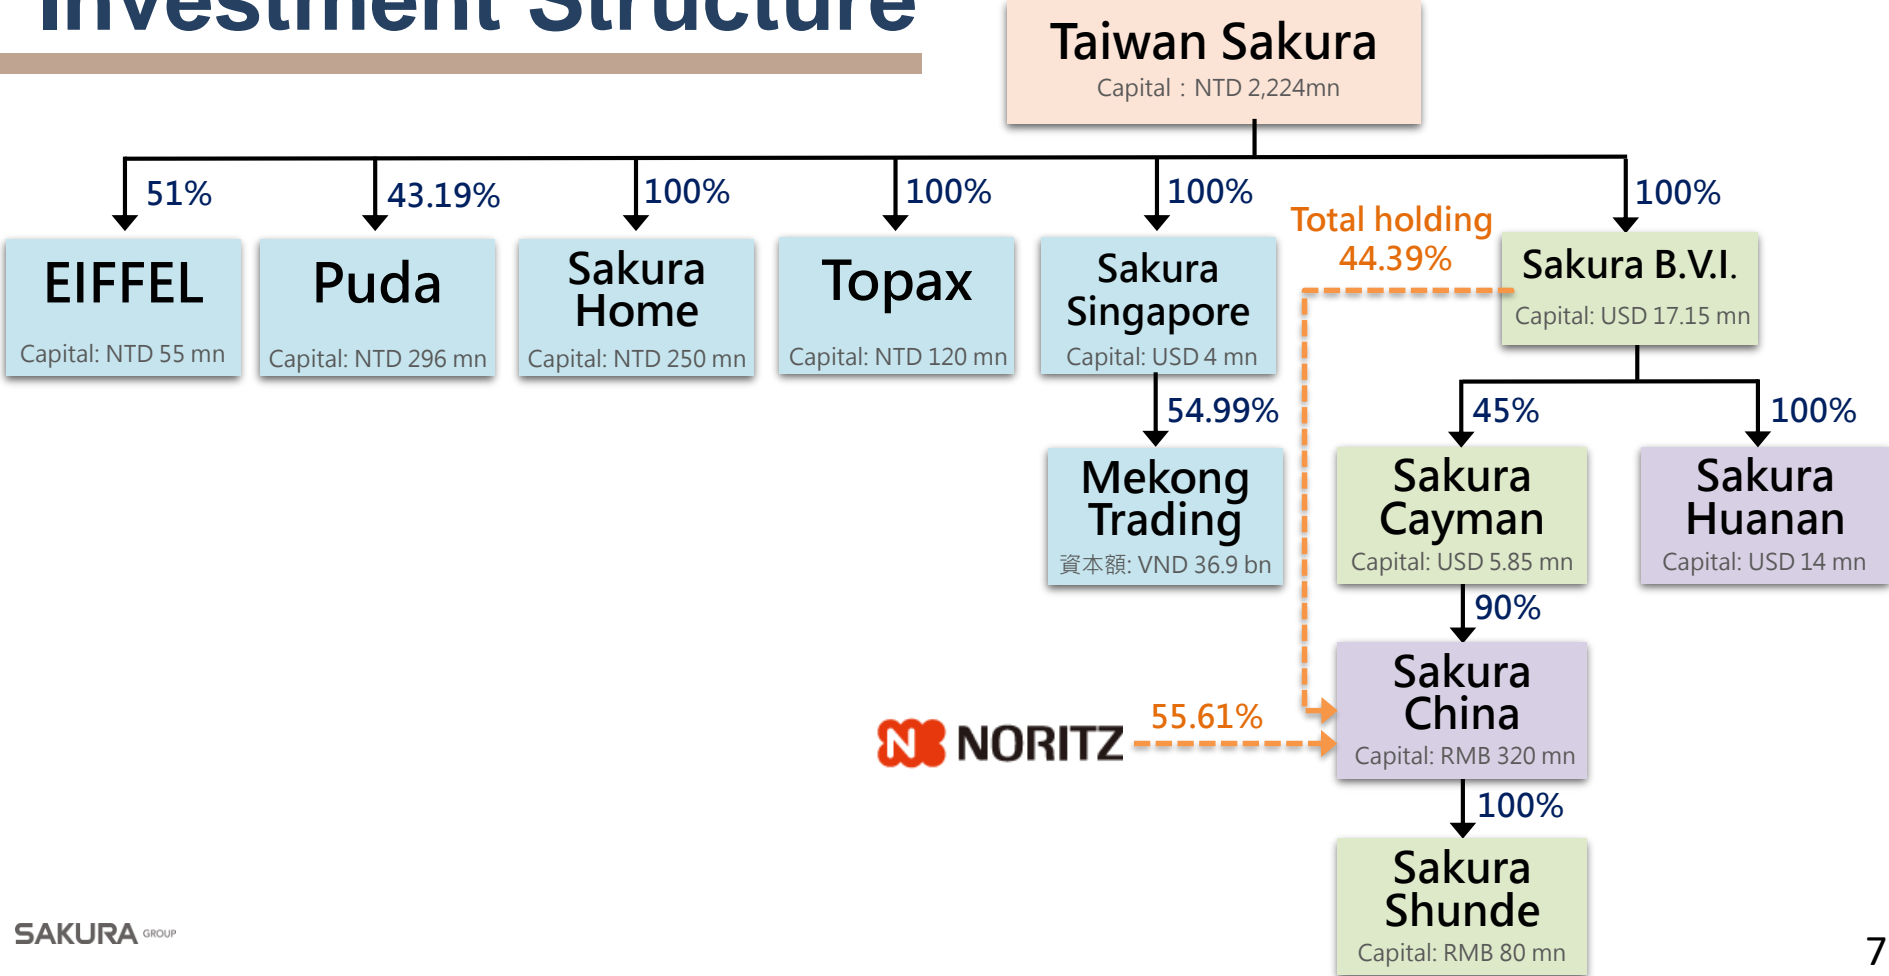 Investment Structure
Taiwan Sakura
Capital：NTD 2,224mn
51%
43.19%
100%
100%
100%
100%
Total holding
44.39%
EIFFEL
Capital: NTD 55 mn
Puda
Capital: NTD 296 mn
Sakura
Home
Capital: NTD 250 mn
Topax
Capital: NTD 120 mn
Sakura
Singapore
Capital: USD 4 mn
Sakura B.V.I.
Capital: USD 17.15 mn
54.99%
45%
100%
Mekong
Trading
資本額: VND 36.9 bn
Sakura
Cayman
Capital: USD 5.85 mn
Sakura
Huanan
Capital: USD 14 mn
90%
NORITZ
55.61%
Sakura
China
Capital: RMB 320 mn
100%
Sakura
Shunde
Capital: RMB 80 mn
SAKURA GROUP
7